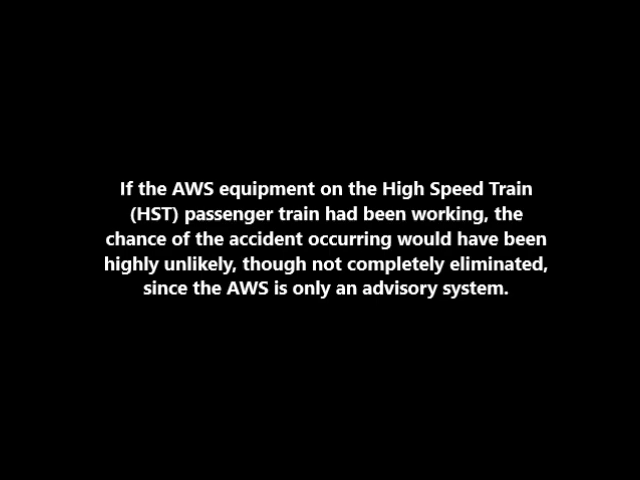 If the AWS equipment on the High Speed Train
(HST) passenger train had been working, the
chance of the accident occurring would have been
highly unlikely, though not completely eliminated,
since the AWS is only an advisory system.